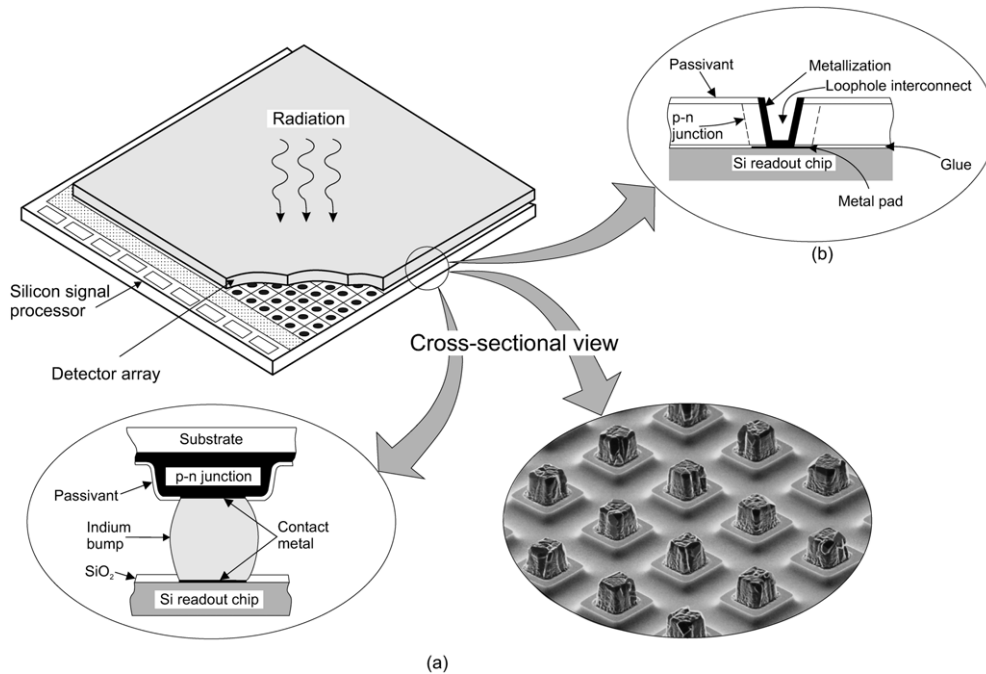 (b)
Passivant
Metallization
Loophole interconnect
p-n
junction
Si readout chip
Glue
Metal pad
Radiation
Silicon signal
processor
Detector array
Cross-sectional view
Substrate
p-n junction
Passivant
Indium
bump
Contact
metal
SiO₂
Si readout chip
(a)
(b)